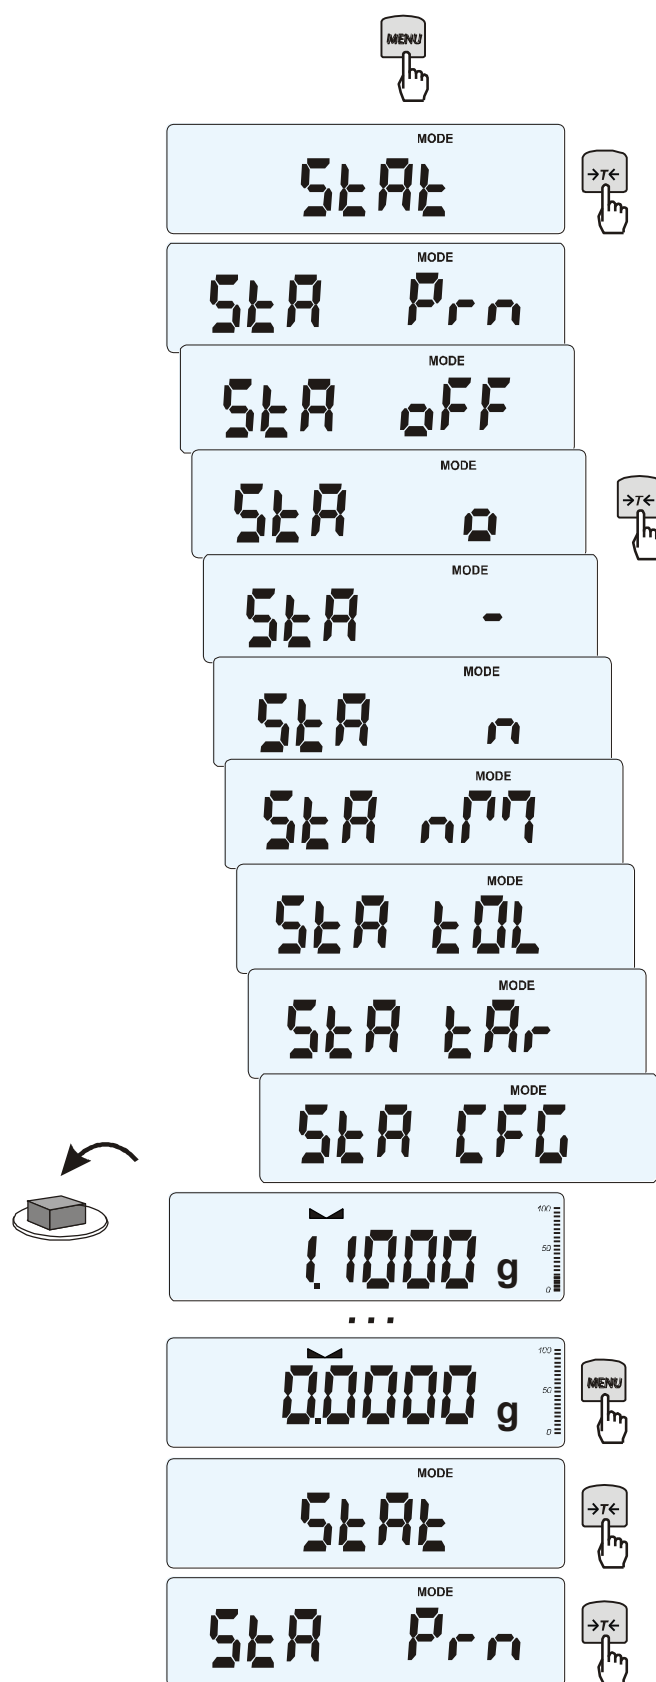 MENU
MODE
StAt
→T←
MODE
StA Prn
MODE
StA oFF
MODE
StA o
→T←
MODE
StA -
MODE
StA n
MODE
StA nM
MODE
StA tOL
MODE
StA tAr
MODE
StA CFG
100
50
0
1.1000 g
...
100
50
0
0.0000 g
MENU
MODE
StAt
→T←
MODE
StA Prn
→T←